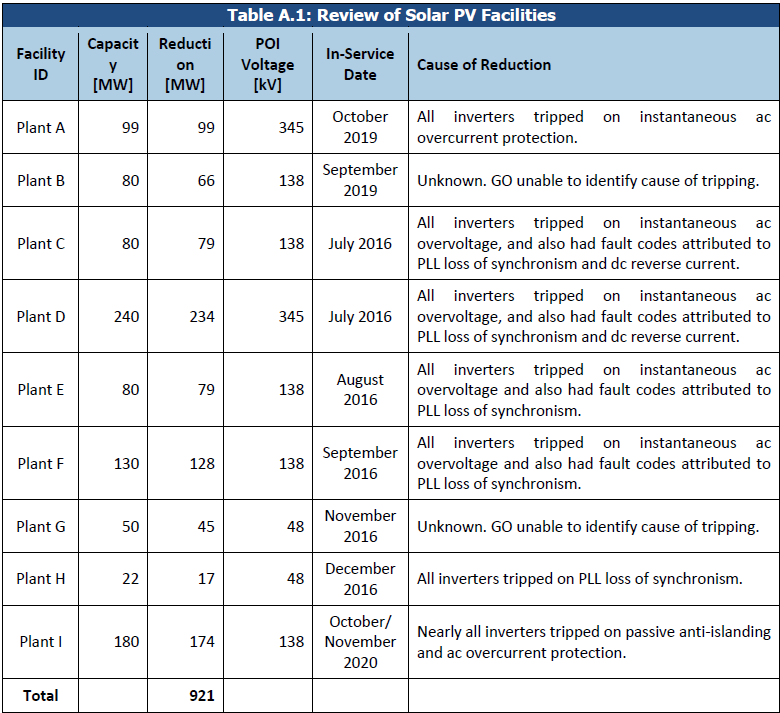 Table A.1: Review of Solar PV Facilities
Facility
ID
Capacit
y
[MW]
Reducti
on
[MW]
POI
Voltage
[kV]
In-Service
Date
Cause of Reduction
Plant A
99
99
345
October
2019
All inverters tripped on instantaneous ac
overcurrent protection.
Plant B
80
66
138
September
2019
Unknown. GO unable to identify cause of tripping.
Plant C
80
79
138
July 2016
All inverters tripped on instantaneous ac
overvoltage, and also had fault codes attributed to
PLL loss of synchronism and dc reverse current.
Plant D
240
234
345
July 2016
All inverters tripped on instantaneous ac
overvoltage, and also had fault codes attributed to
PLL loss of synchronism and dc reverse current.
Plant E
80
79
138
August
2016
All inverters tripped on instantaneous ac
overvoltage and also had fault codes attributed to
PLL loss of synchronism.
Plant F
130
128
138
September
2016
All inverters tripped on instantaneous ac
overvoltage and also had fault codes attributed to
PLL loss of synchronism.
Plant G
50
45
48
November
2016
Unknown. GO unable to identify cause of tripping.
Plant H
22
17
48
December
2016
All inverters tripped on PLL loss of synchronism.
Plant I
180
174
138
October/
November
2020
Nearly all inverters tripped on passive anti-islanding
and ac overcurrent protection.
Total
921